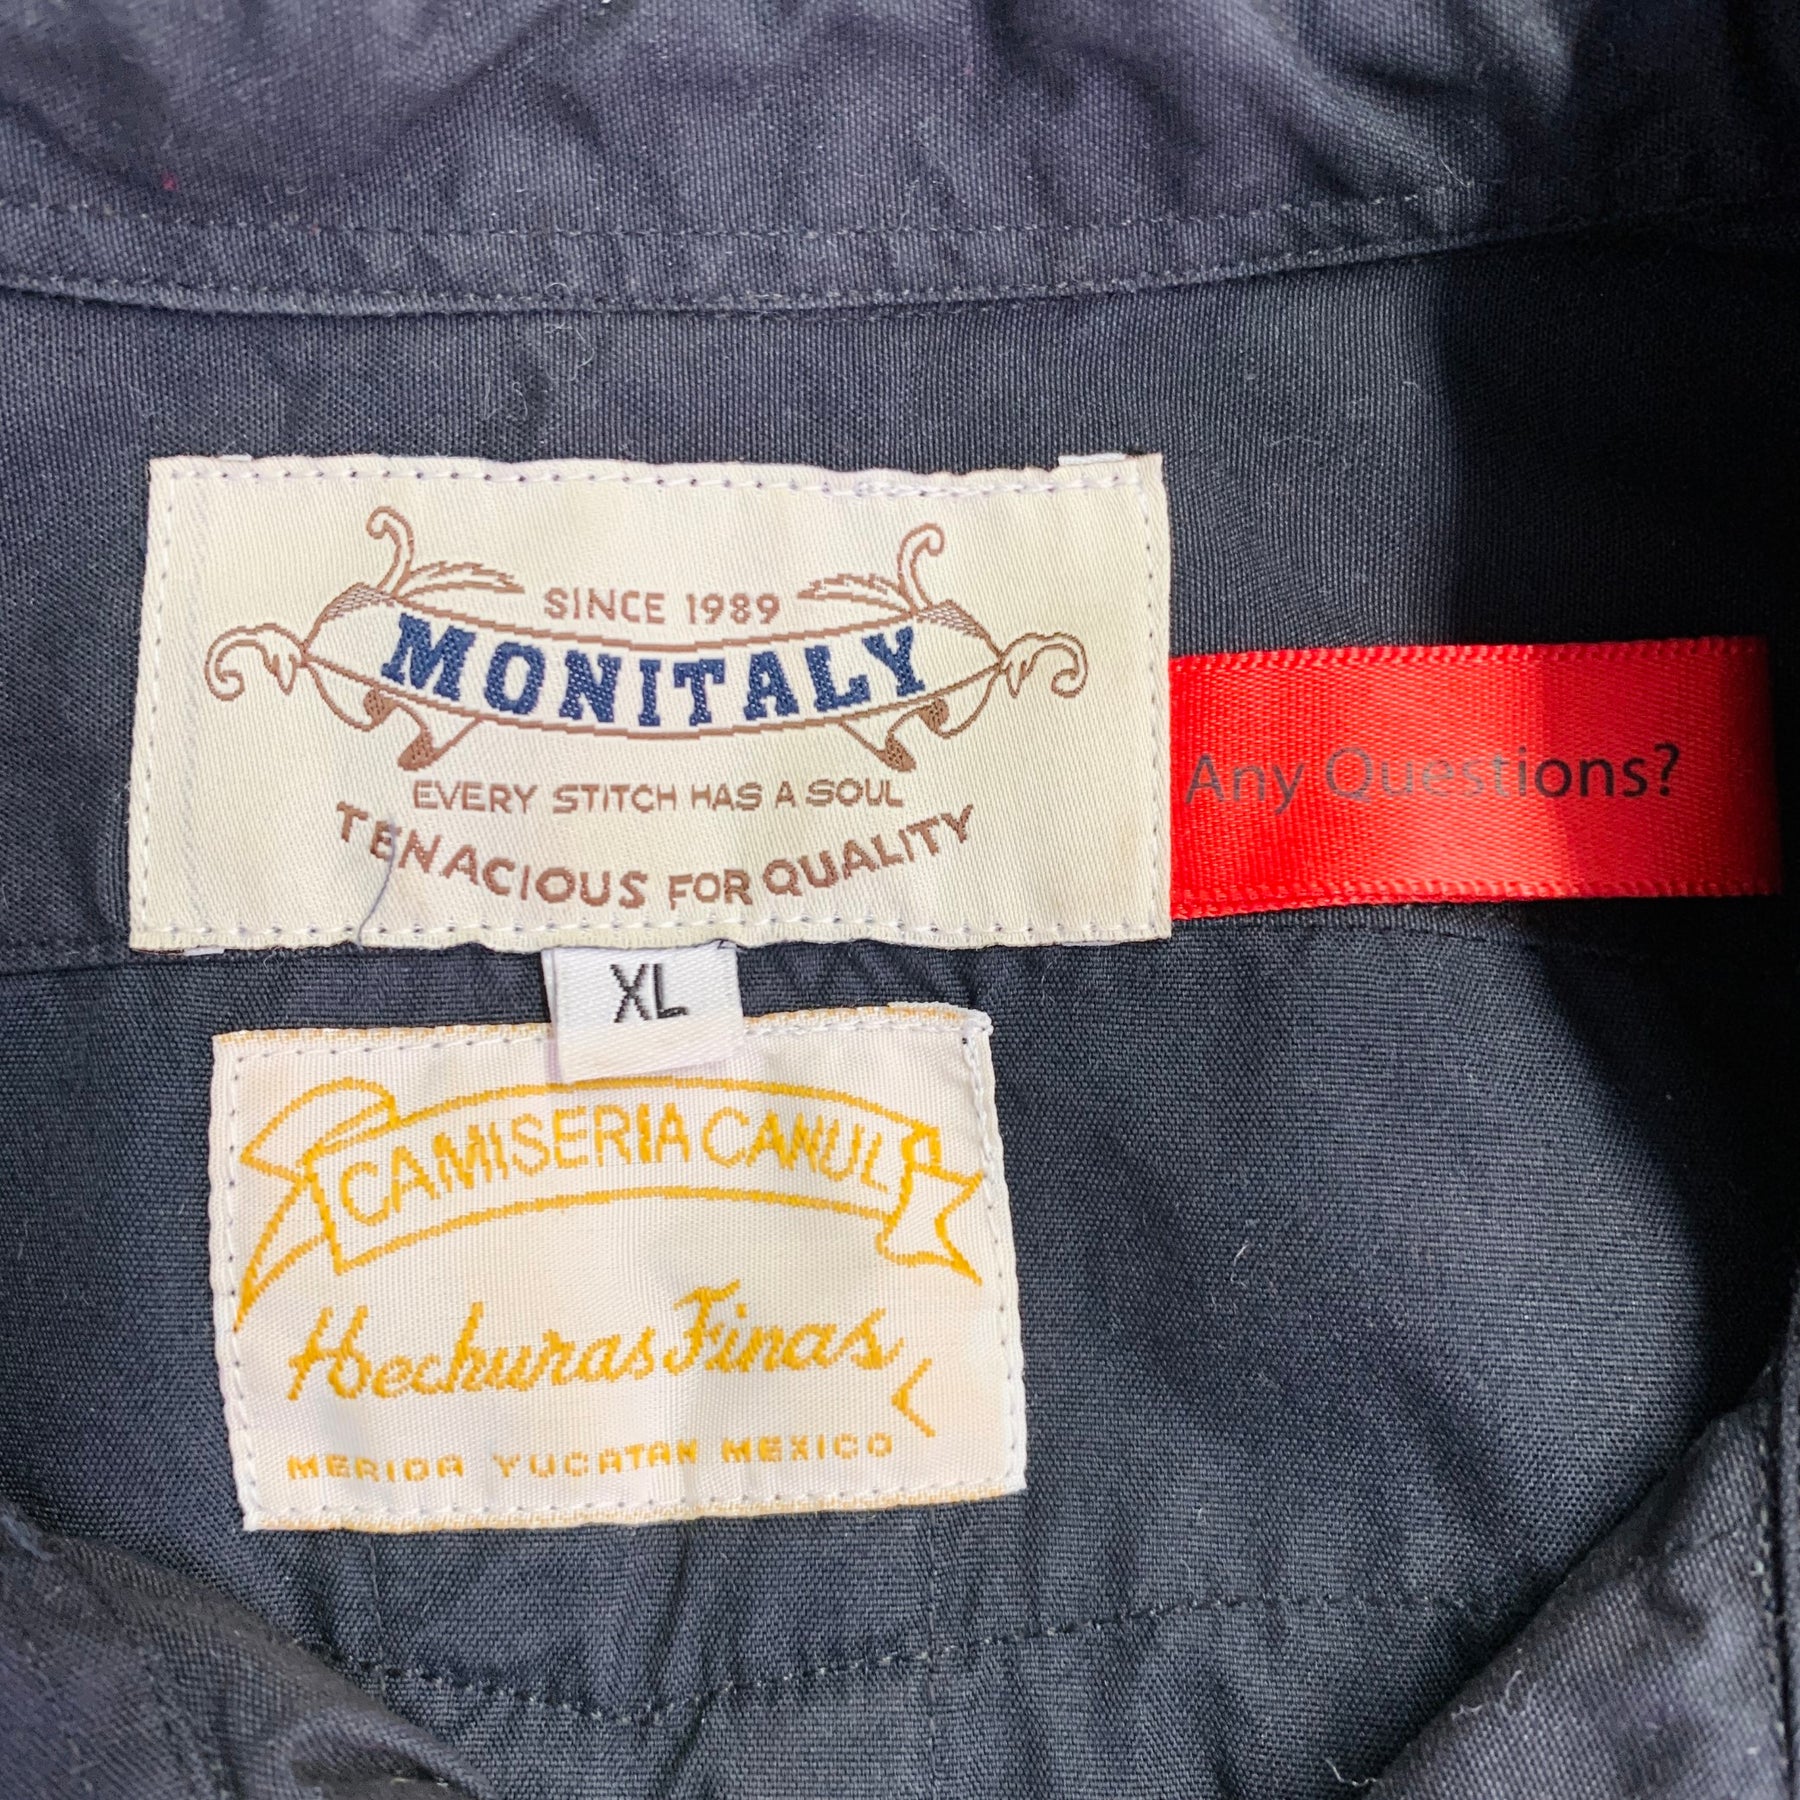 SINCE 1989
MONITALY
EVERY STITCH HAS A SOUL
TENACIOUS FOR QUALITY
Any Questions?
XL
CAMISERIA CANUL
Hechuras Finas
MERIDA YUCATAN MEXICO